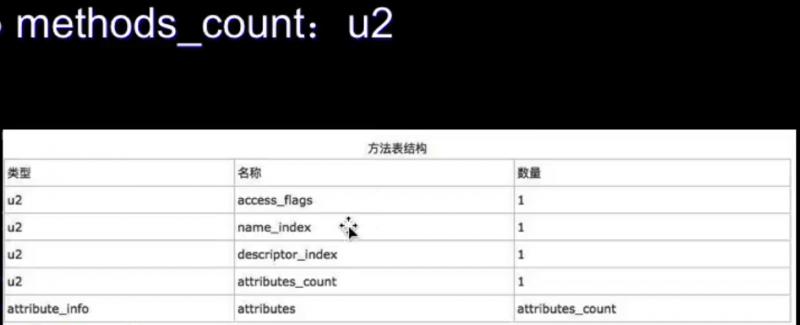 methods_count：u2
方法表结构
类型 名称 数量
u2 access_flags 1
u2 name_index 1
u2 descriptor_index 1
u2 attributes_count 1
attribute_info attributes attributes_count